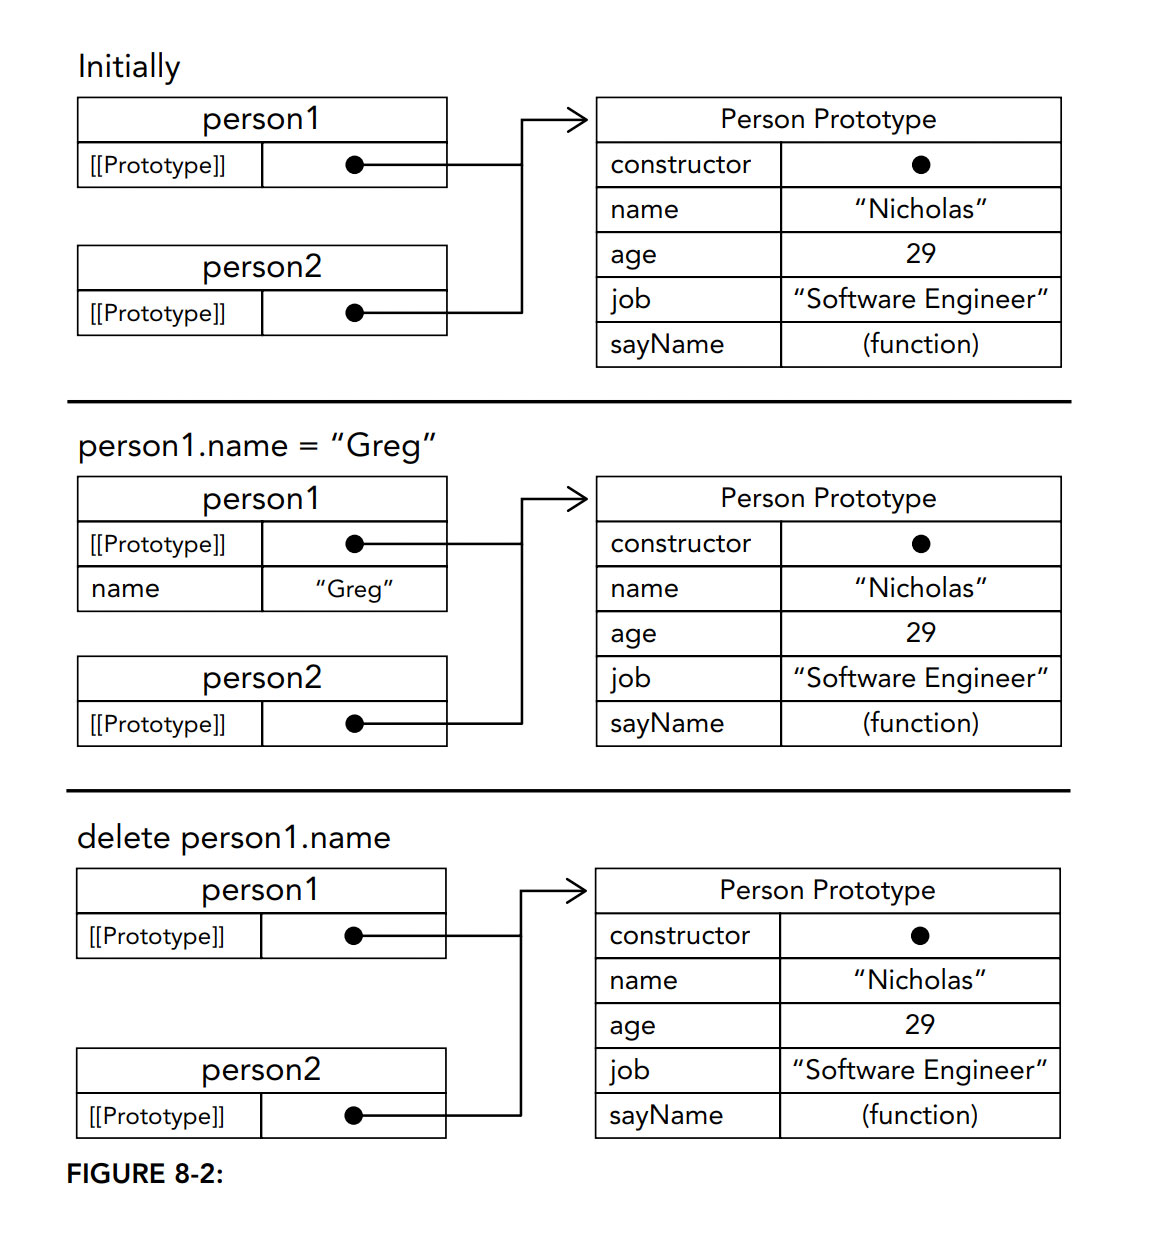 Initially
person1
[[Prototype]]
person2
[[Prototype]]
Person Prototype
constructor
name “Nicholas”
age 29
job “Software Engineer”
sayName (function)
person1.name = “Greg”
person1
[[Prototype]]
name “Greg”
person2
[[Prototype]]
Person Prototype
constructor
name “Nicholas”
age 29
job “Software Engineer”
sayName (function)
delete person1.name
person1
[[Prototype]]
person2
[[Prototype]]
Person Prototype
constructor
name “Nicholas”
age 29
job “Software Engineer”
sayName (function)
FIGURE 8-2: